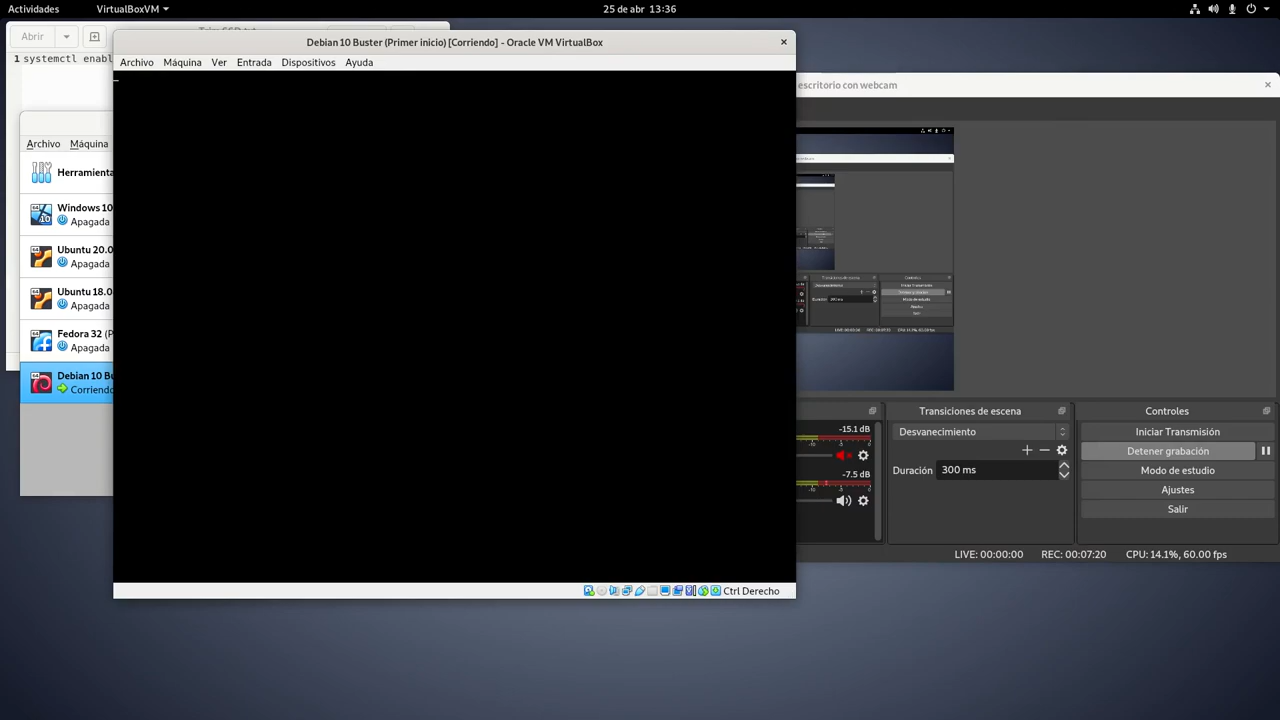 Actividades
VirtualBoxVM
25 de abr 13:36
Abrir
1 systemctl enabl
Debian 10 Buster (Primer inicio) [Corriendo] - Oracle VM VirtualBox
Archivo Máquina Ver Entrada Dispositivos Ayuda
escritorio con webcam
Archivo Máquina
Herramienta
Windows 10
Apagada
Ubuntu 20.0
Apagada
Ubuntu 18.0
Apagada
Fedora 32 (P
Apagada
Debian 10 Bu
Corriendo
Ctrl Derecho
-15.1 dB
-7.5 dB
Transiciones de escena
Desvanecimiento
Duración 300 ms
Controles
Iniciar Transmisión
Detener grabación
Modo de estudio
Ajustes
Salir
LIVE: 00:00:00 REC: 00:07:20 CPU: 14.1%, 60.00 fps